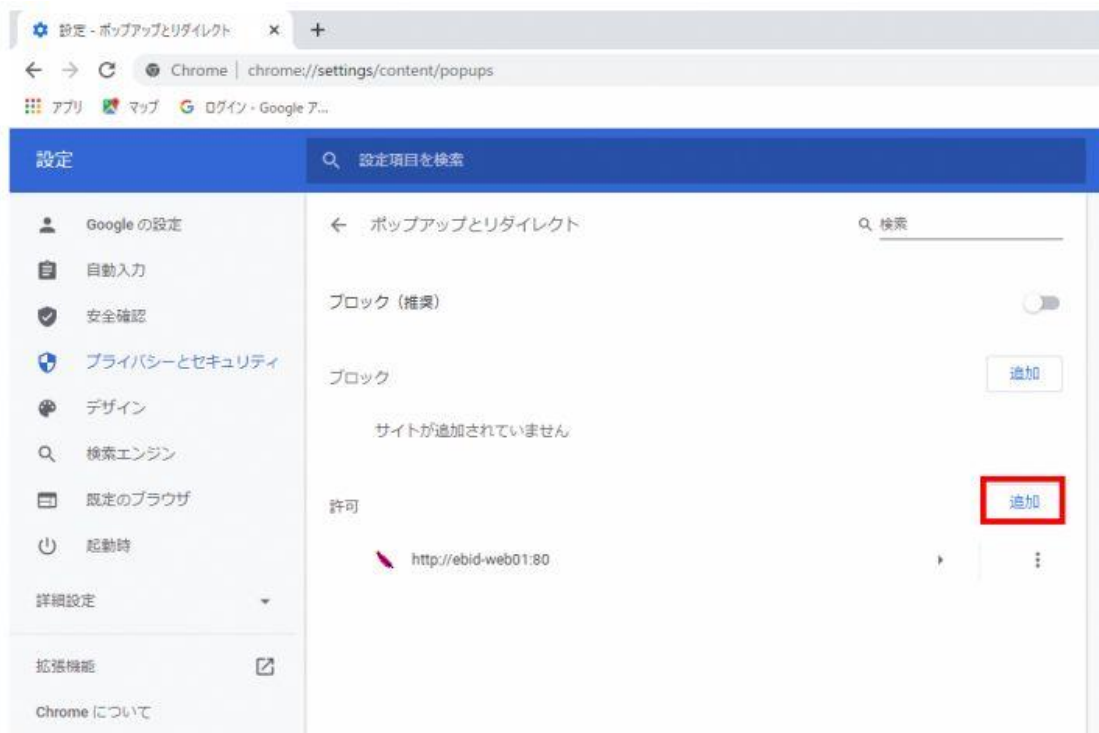 設定 - ポップアップとリダイレクト
Chrome | chrome://settings/content/popups
アプリ マップ ログイン - Google ア...
設定
設定項目を検索
Google の設定
自動入力
安全確認
プライバシーとセキュリティ
デザイン
検索エンジン
既定のブラウザ
起動時
詳細設定
拡張機能
Chrome について
ポップアップとリダイレクト
検索
ブロック（推奨）
ブロック
追加
サイトが追加されていません
許可
追加
http://ebid-web01:80